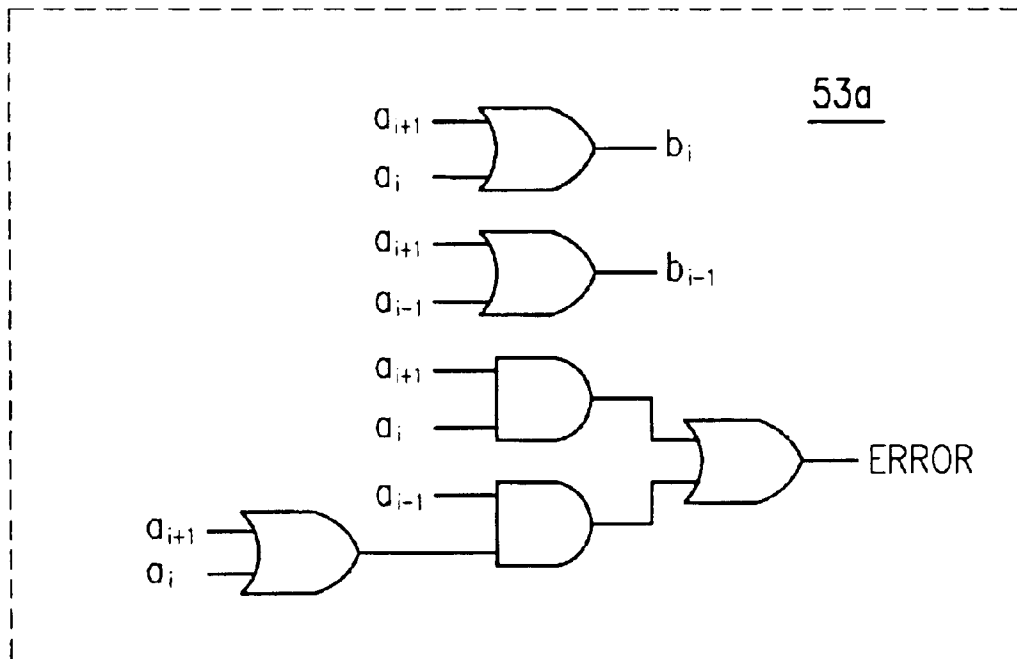 53a
a_{i+1}
a_i
b_i
a_{i+1}
a_{i-1}
b_{i-1}
a_{i+1}
a_i
a_{i-1}
a_{i+1}
a_i
ERROR